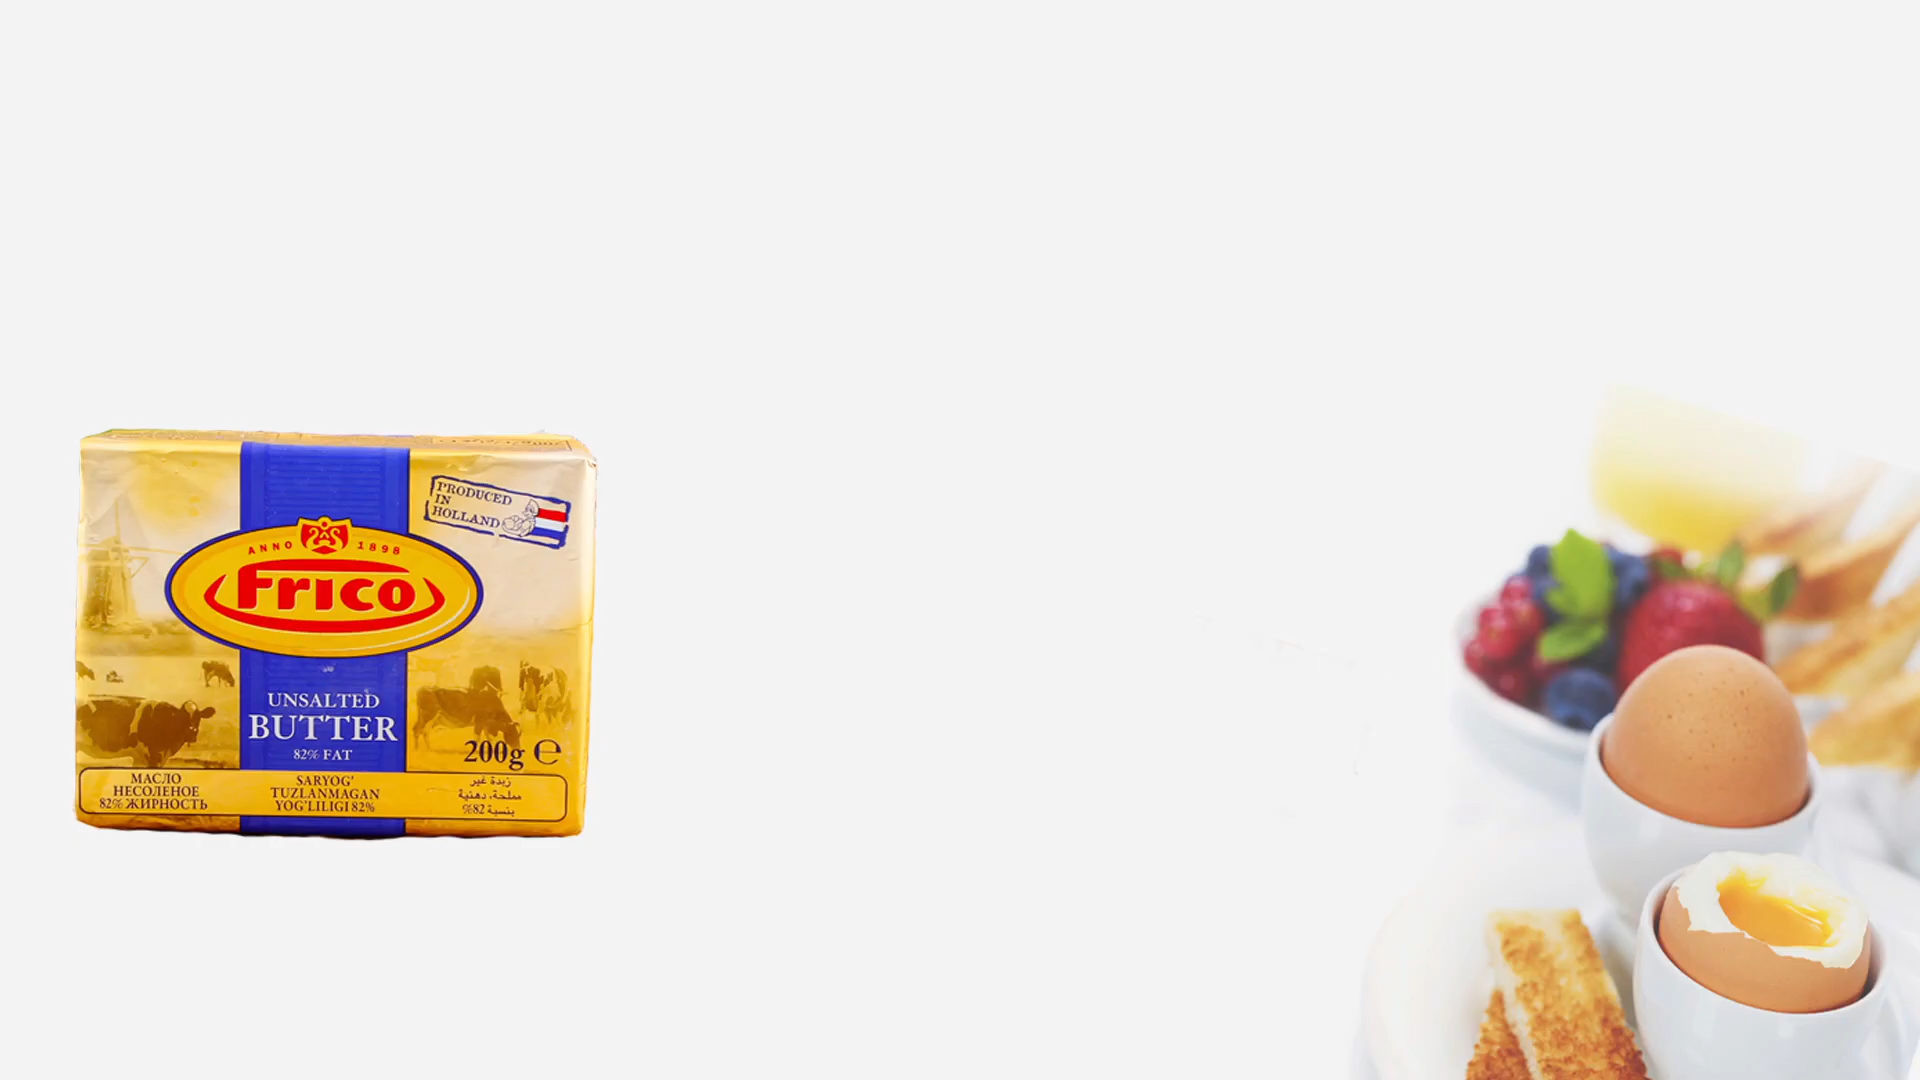 PRODUCED
IN
HOLLAND
ANNO 1898
Frico
UNSALTED
BUTTER
82% FAT
200g ℮
МАСЛО
НЕСОЛЕНОЕ
82% ЖИРНОСТЬ
SARYOG'
TUZLANMAGAN
YOG'LILIGI 82%
زبدة غير
مملحة، دهنية
بنسبة 82%